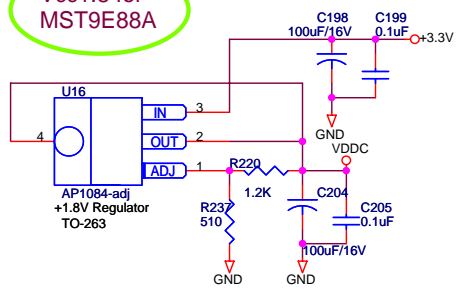 MST9E88A
C198
100uF/16V
C199
0.1uF
+3.3V
GND
U16
IN
3
4
OUT
2
ADJ
1
AP1084-adj
+1.8V Regulator
TO-263
R220
1.2K
VDDC
R237
510
C204
100uF/16V
C205
0.1uF
GND
GND